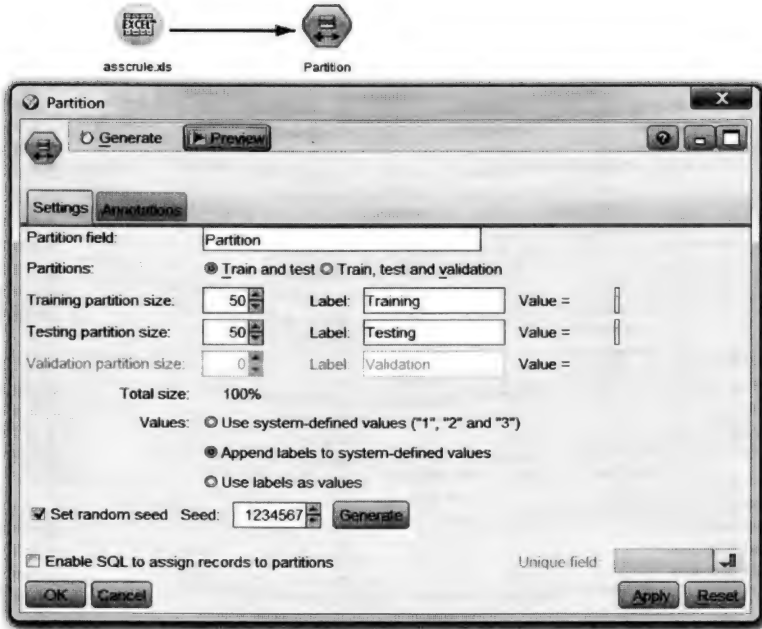 EXCEL
asscrule.xls
Partition
Partition
Generate Preview
Settings Annotations
Partition field: Partition
Partitions: Train and test Train, test and validation
Training partition size: 50 Label: Training Value =
Testing partition size: 50 Label: Testing Value =
Validation partition size: 0 Label: Validation Value =
Total size: 100%
Values: Use system-defined values ("1", "2" and "3")
Append labels to system-defined values
Use labels as values
Set random seed Seed: 1234567 Generate
Enable SQL to assign records to partitions Unique field:
OK Cancel Apply Reset